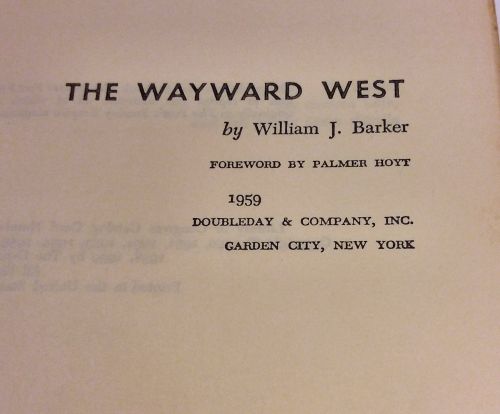 THE WAYWARD WEST
by William J. Barker
FOREWORD BY PALMER HOYT
1959
DOUBLEDAY & COMPANY, INC.
GARDEN CITY, NEW YORK